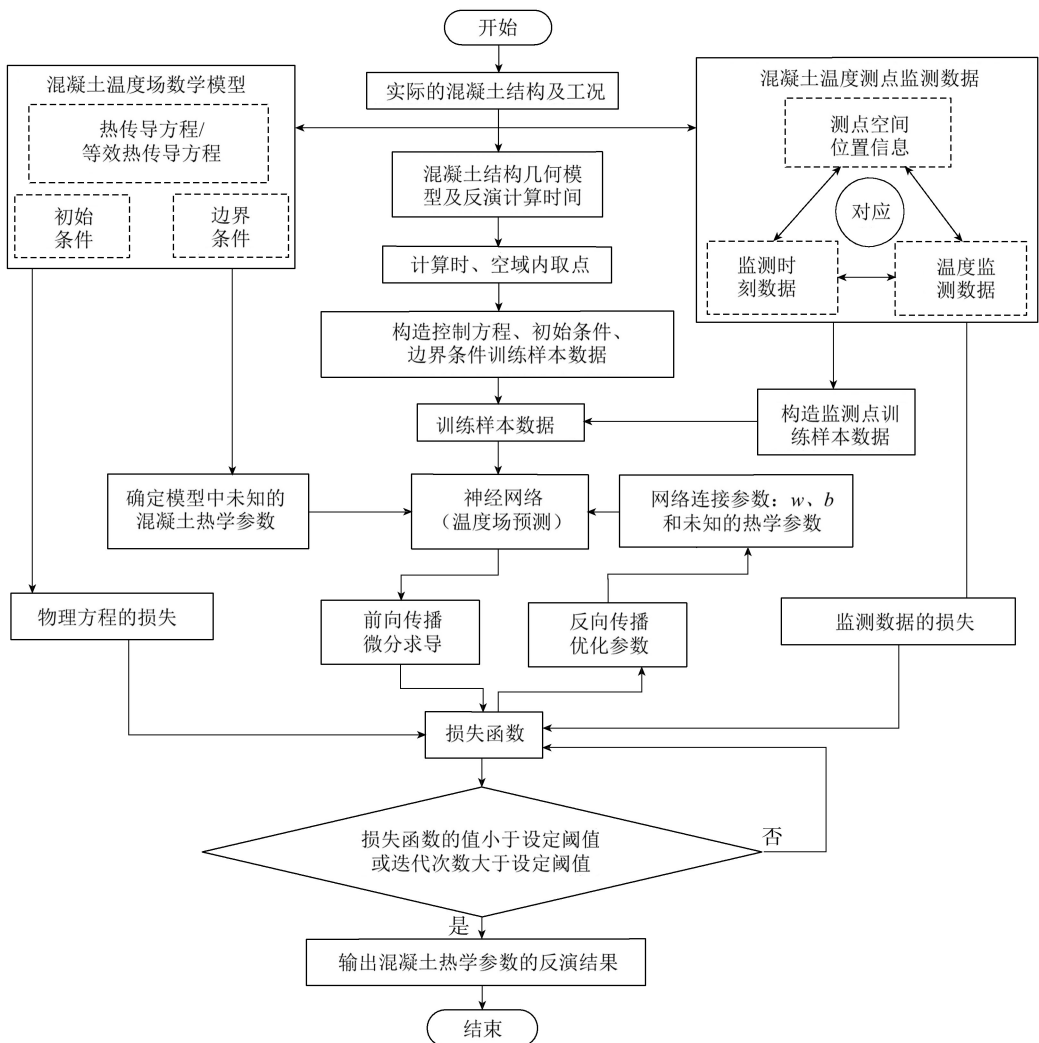 开始
实际的混凝土结构及工况
混凝土温度场数学模型
热传导方程/
等效热传导方程
初始
条件
边界
条件
混凝土温度测点监测数据
测点空间
位置信息
对应
监测时
刻数据
温度监
测数据
混凝土结构几何模
型及反演计算时间
计算时、空域内取点
构造控制方程、初始条件、
边界条件训练样本数据
训练样本数据
构造监测点训
练样本数据
确定模型中未知的
混凝土热学参数
神经网络
（温度场预测）
网络连接参数：w、b
和未知的热学参数
物理方程的损失
前向传播
微分求导
反向传播
优化参数
监测数据的损失
损失函数
损失函数的值小于设定阈值
或迭代次数大于设定阈值
否
是
输出混凝土热学参数的反演结果
结束